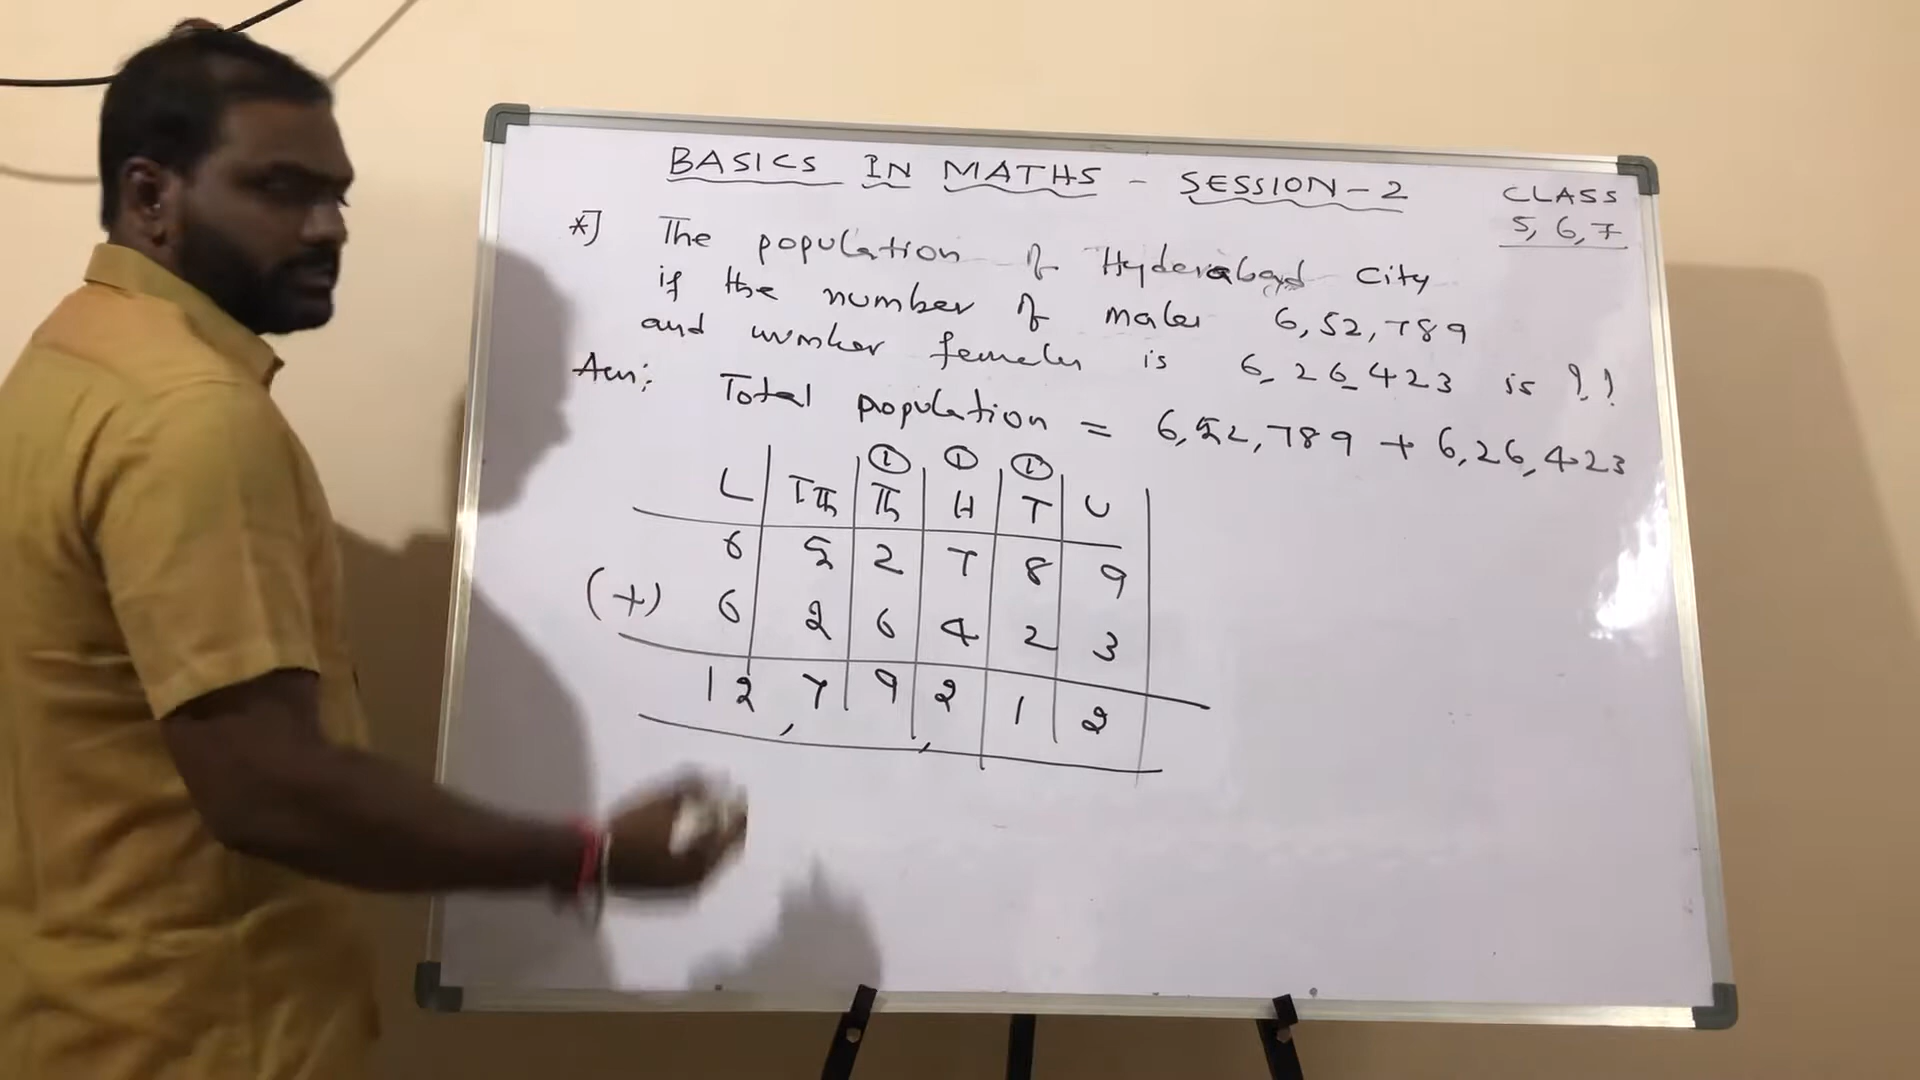 BASICS IN MATHS - SESSION-2
CLASS
5, 6, 7
*] The population of Hyderabad City
if the number of males 6,52,789
and number females is 6,26,423 is ??
Ans: Total population = 6,52,789 + 6,26,423
① ① ①
L TTh Th H T U
6 5 2 7 8 9
(+) 6 2 6 4 2 3
12,7 9,2 1 2